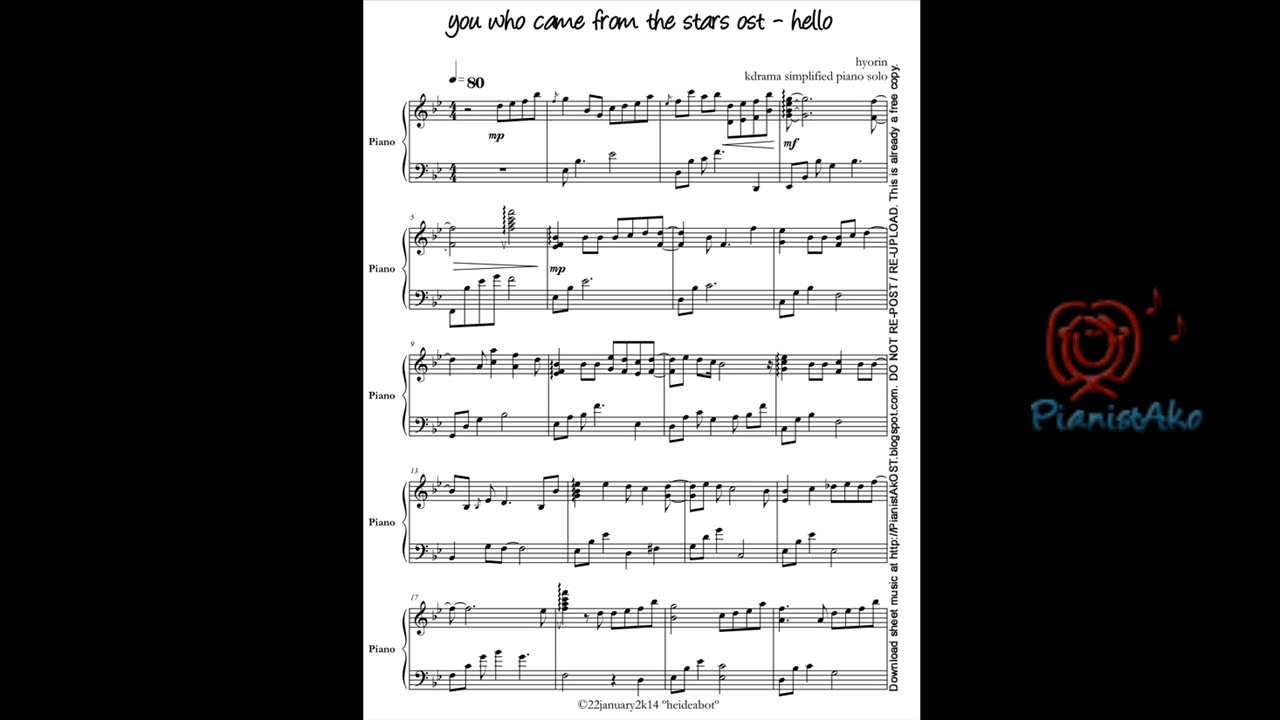 you who came from the stars ost - hello
hyorin
kdrama simplified piano solo
= 80
mp
Piano
mf
5
Piano
mp
9
Piano
13
Piano
17
Piano
©22january2k14 "heideabot"
Download sheet music at http://PianistAkOST.blogspot.com. DO NOT RE-POST / RE-UPLOAD. This is already a free copy.
PianistAko